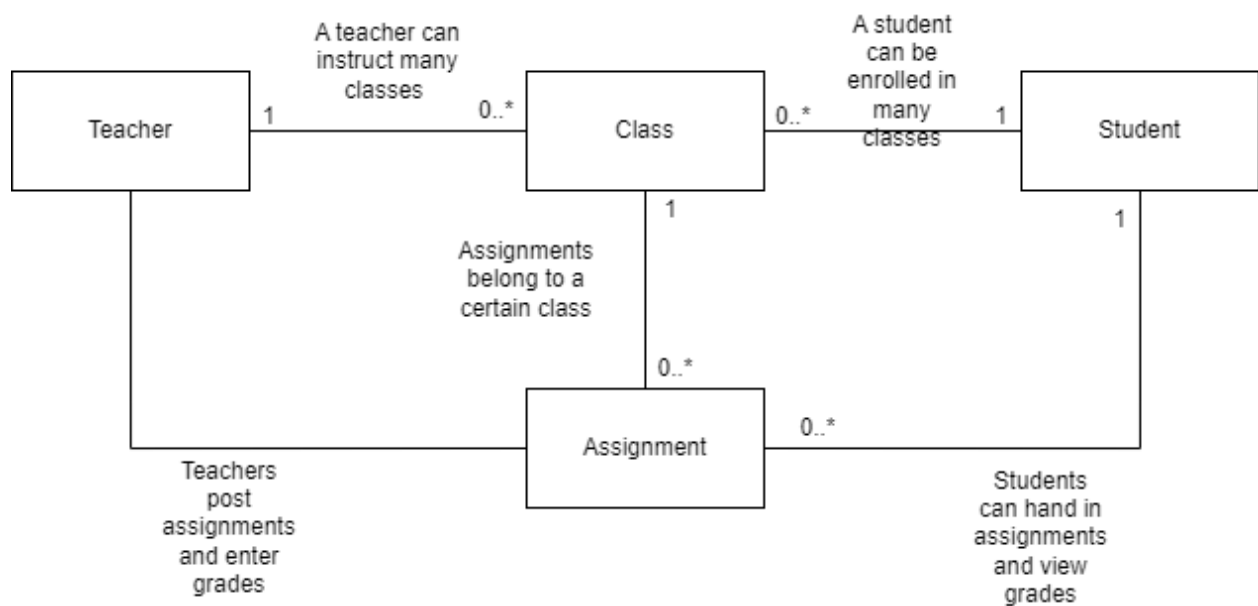 A teacher can
instruct many
classes
A student
can be
enrolled in
many
classes
Teacher
1
0..*
Class
0..*
1
Student
1
1
Assignments
belong to a
certain class
0..*
Assignment
0..*
Teachers
post
assignments
and enter
grades
Students
can hand in
assignments
and view
grades